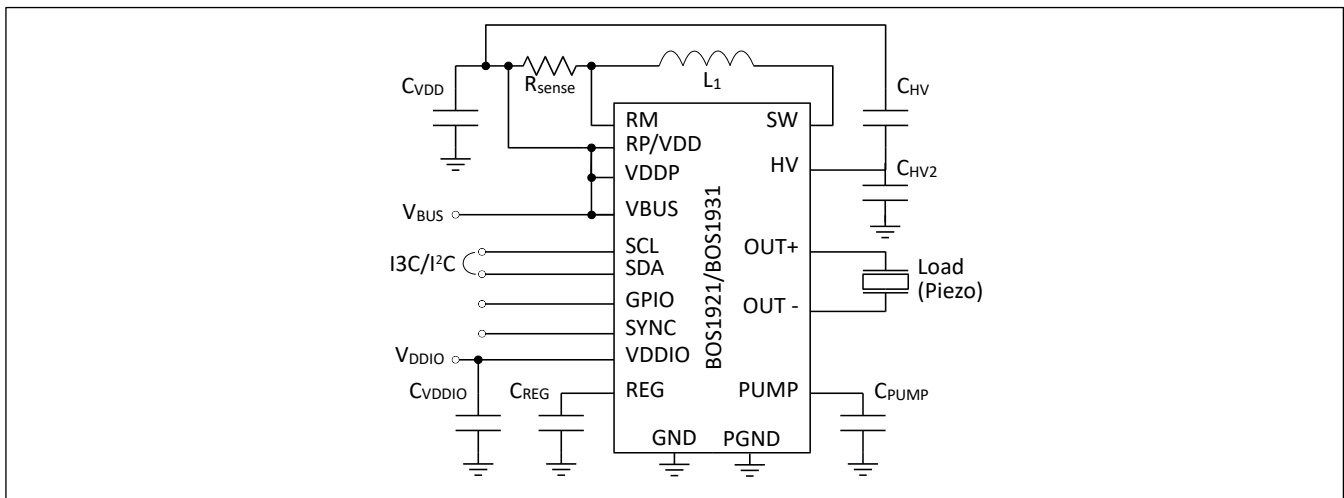 CVDD
Rsense
L1
CHV
RM
SW
RP/VDD
HV
CHV2
VDDP
VBUS
VBUS
SCL
OUT+
I3C/I²C
SDA
Load
(Piezo)
GPIO
OUT -
SYNC
BOS1921/BOS1931
VDDIO
VDDIO
CVDDIO
CREG
REG
PUMP
CPUMP
GND
PGND